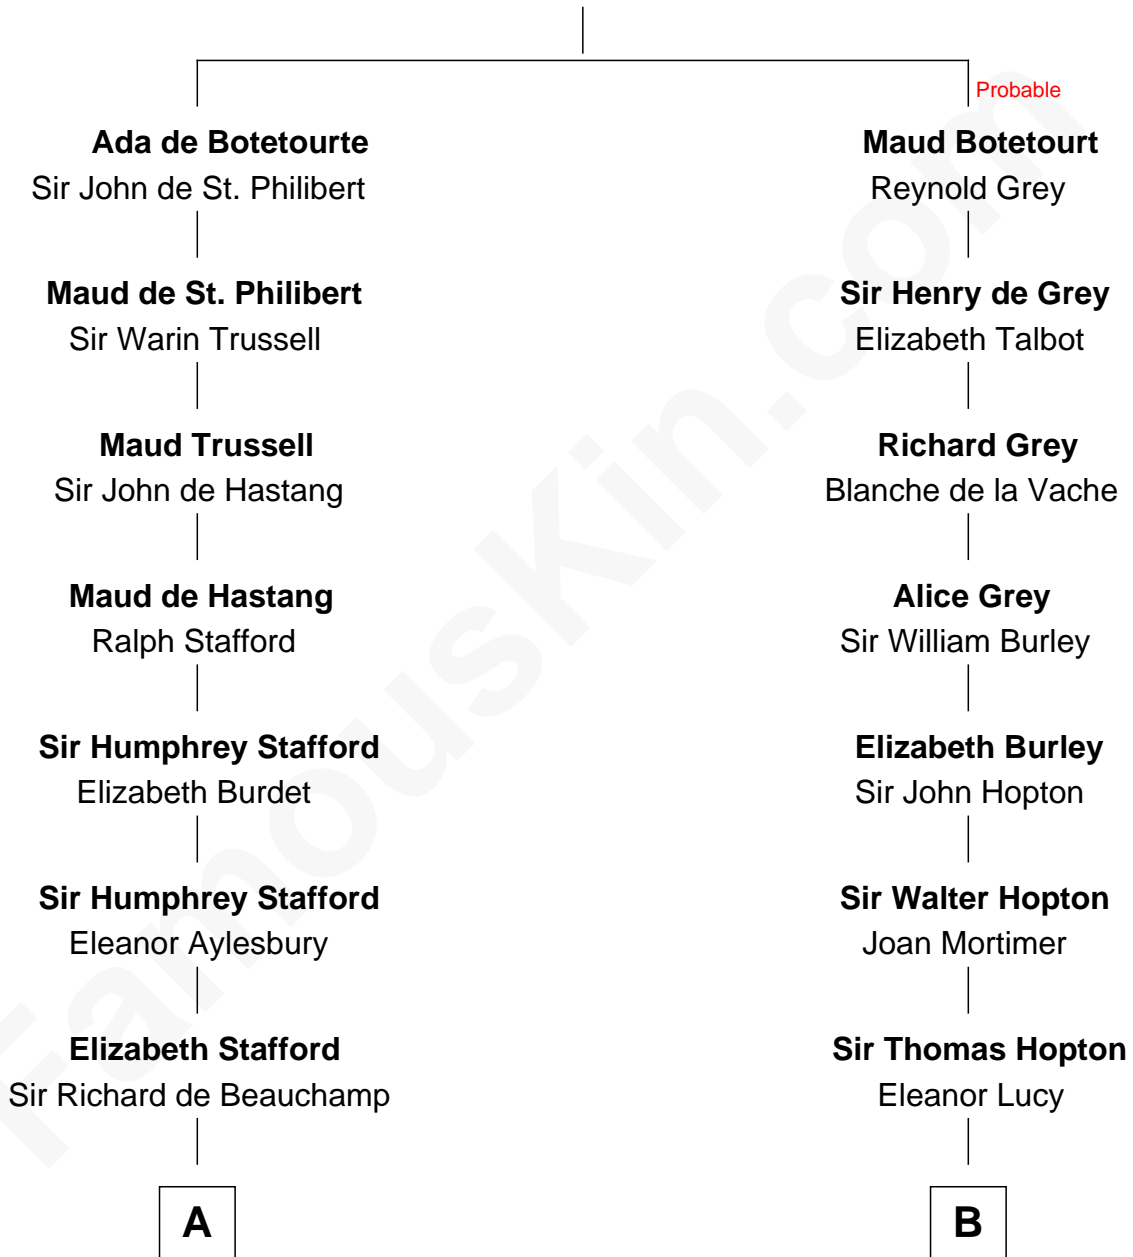 Probable
Ada de Botetourte
Sir John de St. Philibert
Maud Botetourt
Reynold Grey
Maud de St. Philibert
Sir Warin Trussell
Sir Henry de Grey
Elizabeth Talbot
Maud Trussell
Sir John de Hastang
Richard Grey
Blanche de la Vache
Maud de Hastang
Ralph Stafford
Alice Grey
Sir William Burley
Sir Humphrey Stafford
Elizabeth Burdet
Elizabeth Burley
Sir John Hopton
Sir Humphrey Stafford
Eleanor Aylesbury
Sir Walter Hopton
Joan Mortimer
Elizabeth Stafford
Sir Richard de Beauchamp
Sir Thomas Hopton
Eleanor Lucy
A
B
FamousKin.com